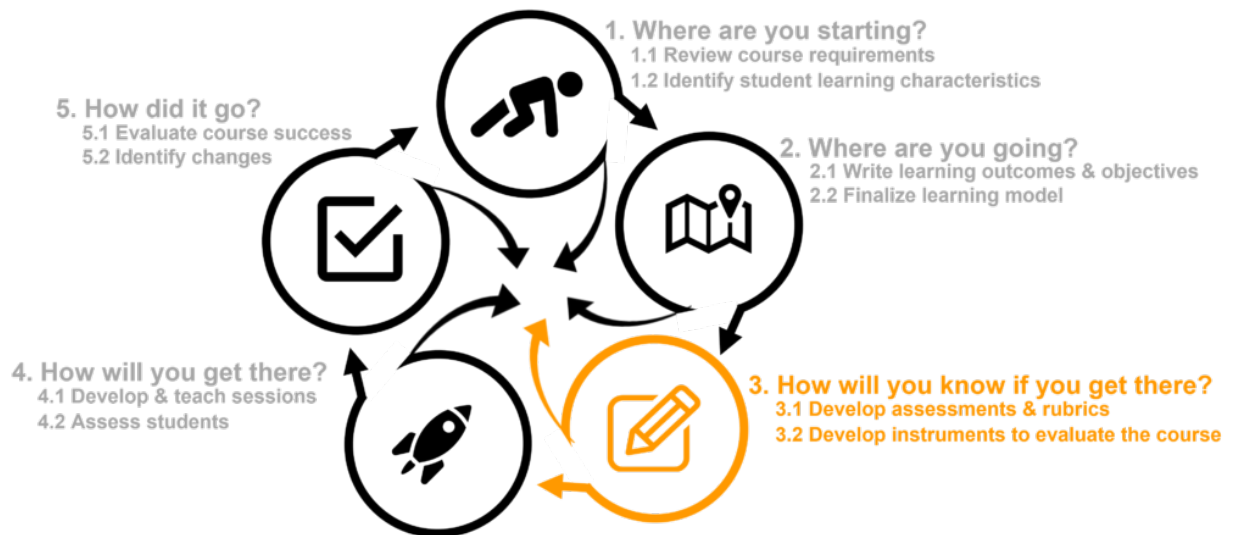 1. Where are you starting?
1.1 Review course requirements
1.2 Identify student learning characteristics
2. Where are you going?
2.1 Write learning outcomes & objectives
2.2 Finalize learning model
3. How will you know if you get there?
3.1 Develop assessments & rubrics
3.2 Develop instruments to evaluate the course
4. How will you get there?
4.1 Develop & teach sessions
4.2 Assess students
5. How did it go?
5.1 Evaluate course success
5.2 Identify changes